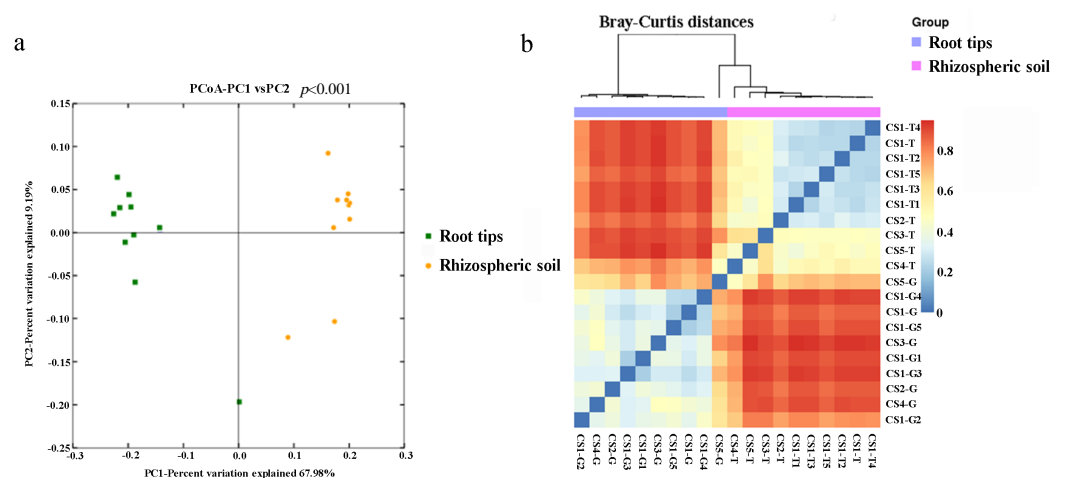 a
PCoA-PC1 vsPC2 p<0.001
0.15
0.10
0.05
0.00
-0.05
-0.10
-0.15
-0.20
-0.25
-0.3
-0.2
-0.1
0.0
0.1
0.2
0.3
PC2-Percent variation explained 9.19%
PC1-Percent variation explained 67.98%
Root tips
Rhizospheric soil
b
Bray-Curtis distances
Group
Root tips
Rhizospheric soil
CS1-T4
CS1-T
CS1-T2
CS1-T5
CS1-T3
CS1-T1
CS2-T
CS3-T
CS5-T
CS4-T
CS5-G
CS1-G4
CS1-G
CS1-G5
CS3-G
CS1-G1
CS1-G3
CS2-G
CS4-G
CS1-G2
0.8
0.6
0.4
0.2
0
CS1-G2
CS4-G
CS2-G
CS1-G3
CS1-G1
CS3-G
CS1-G5
CS1-G
CS1-G4
CS5-G
CS4-T
CS5-T
CS3-T
CS2-T
CS1-T1
CS1-T3
CS1-T5
CS1-T2
CS1-T
CS1-T4